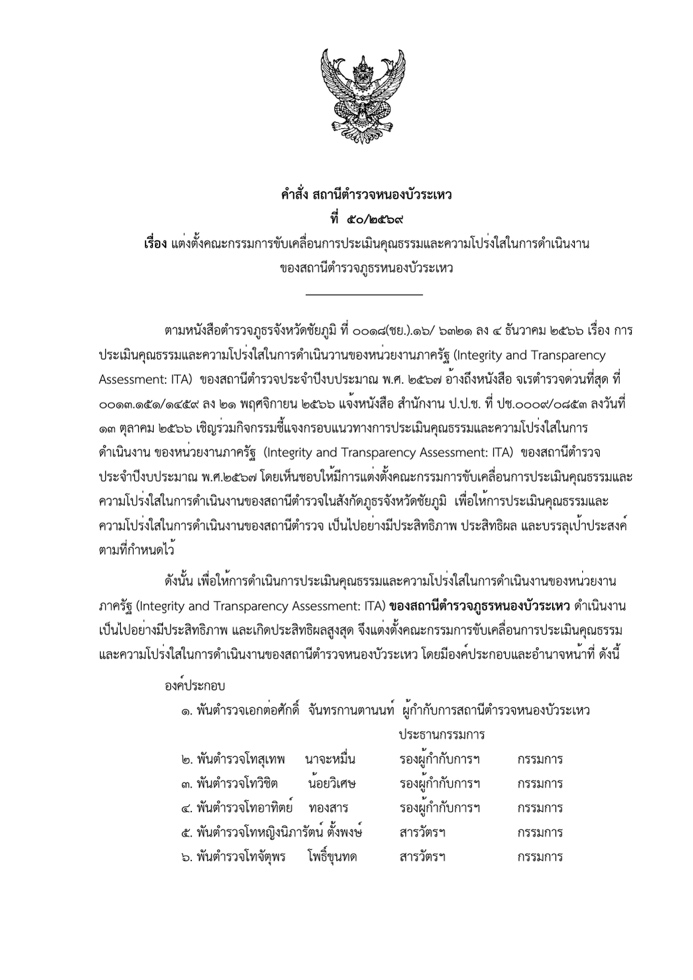 คำสั่ง สถานีตำรวจหนองบัวระเหว
ที่ ๕๐/๒๕๖๙
เรื่อง แต่งตั้งคณะกรรมการขับเคลื่อนการประเมินคุณธรรมและความโปร่งใสในการดำเนินงาน
ของสถานีตำรวจภูธรหนองบัวระเหว
ตามหนังสือตำรวจภูธรจังหวัดชัยภูมิ ที่ ๐๐๑๘(ชย.).๑๖/ ๖๓๒๑ ลง ๔ ธันวาคม ๒๕๖๖ เรื่อง การ
ประเมินคุณธรรมและความโปร่งใสในการดำเนินวานของหน่วยงานภาครัฐ (Integrity and Transparency
Assessment: ITA) ของสถานีตำรวจประจำปีงบประมาณ พ.ศ. ๒๕๖๗ อ้างถึงหนังสือ จเรตำรวจด่วนที่สุด ที่
๐๐๑๓.๑๕๑/๑๔๕๙ ลง ๒๑ พฤศจิกายน ๒๕๖๖ แจ้งหนังสือ สำนักงาน ป.ป.ช. ที่ ปช.๐๐๐๙/๐๘๕๓ ลงวันที่
๑๓ ตุลาคม ๒๕๖๖ เชิญร่วมกิจกรรมชี้แจงกรอบแนวทางการประเมินคุณธรรมและความโปร่งใสในการ
ดำเนินงาน ของหน่วยงานภาครัฐ (Integrity and Transparency Assessment: ITA) ของสถานีตำรวจ
ประจำปีงบประมาณ พ.ศ.๒๕๖๗ โดยเห็นชอบให้มีการแต่งตั้งคณะกรรมการขับเคลื่อนการประเมินคุณธรรมและ
ความโปร่งใสในการดำเนินงานของสถานีตำรวจในสังกัดภูธรจังหวัดชัยภูมิ เพื่อให้การประเมินคุณธรรมและ
ความโปร่งใสในการดำเนินงานของสถานีตำรวจ เป็นไปอย่างมีประสิทธิภาพ ประสิทธิผล และบรรลุเป้าประสงค์
ตามที่กำหนดไว้
ดังนั้น เพื่อให้การดำเนินการประเมินคุณธรรมและความโปร่งใสในการดำเนินงานของหน่วยงาน
ภาครัฐ (Integrity and Transparency Assessment: ITA) ของสถานีตำรวจภูธรหนองบัวระเหว ดำเนินงาน
เป็นไปอย่างมีประสิทธิภาพ และเกิดประสิทธิผลสูงสุด จึงแต่งตั้งคณะกรรมการขับเคลื่อนการประเมินคุณธรรม
และความโปร่งใสในการดำเนินงานของสถานีตำรวจหนองบัวระเหว โดยมีองค์ประกอบและอำนาจหน้าที่ ดังนี้
องค์ประกอบ
๑. พันตำรวจเอกต่อศักดิ์ จันทรกานตานนท์ ผู้กำกับการสถานีตำรวจหนองบัวระเหว
ประธานกรรมการ
๒. พันตำรวจโทสุเทพ นาจะหมื่น รองผู้กำกับการฯ กรรมการ
๓. พันตำรวจโทวิชิต น้อยวิเศษ รองผู้กำกับการฯ กรรมการ
๔. พันตำรวจโทอาทิตย์ ทองสาร รองผู้กำกับการฯ กรรมการ
๕. พันตำรวจโทหญิงนิภารัตน์ ตั้งพงษ์ สารวัตรฯ กรรมการ
๖. พันตำรวจโทจัตุพร โพธิ์ขุนทด สารวัตรฯ กรรมการ